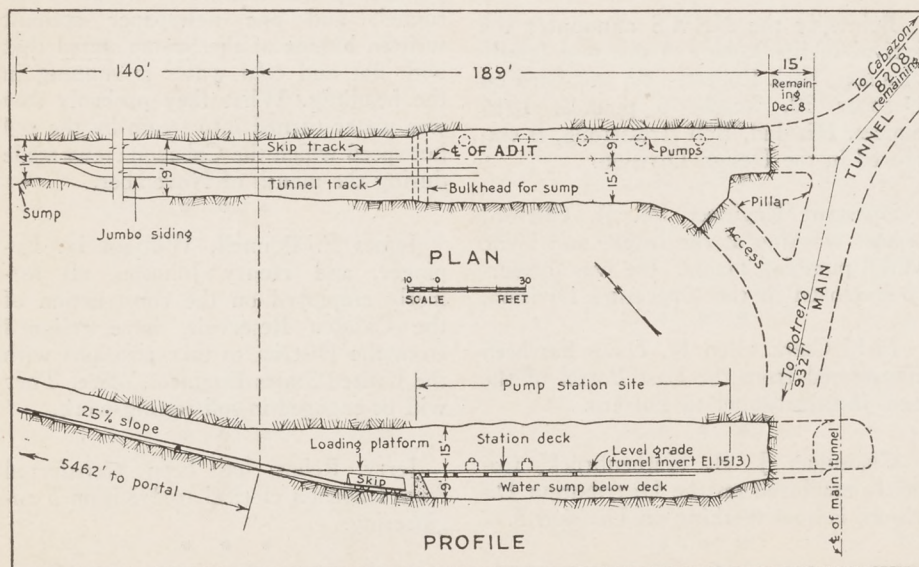 140'
189'
15'
Remain-
ing
Dec. 8
To Cabazon
8208'
remaining
TUNNEL
MAIN
To Potrero
9327'
14'
19'
Skip track
℄ OF ADIT
9'
Pumps
15'
Tunnel track
Bulkhead for sump
Sump
Jumbo siding
Pillar
Access
PLAN
10 0 30
SCALE FEET
Pump station site
25% slope
5462' to portal
Loading platform
15'
Station deck
Level grade
(tunnel invert El. 1513)
Skip
9'
Water sump below deck
℄ of main tunnel
PROFILE